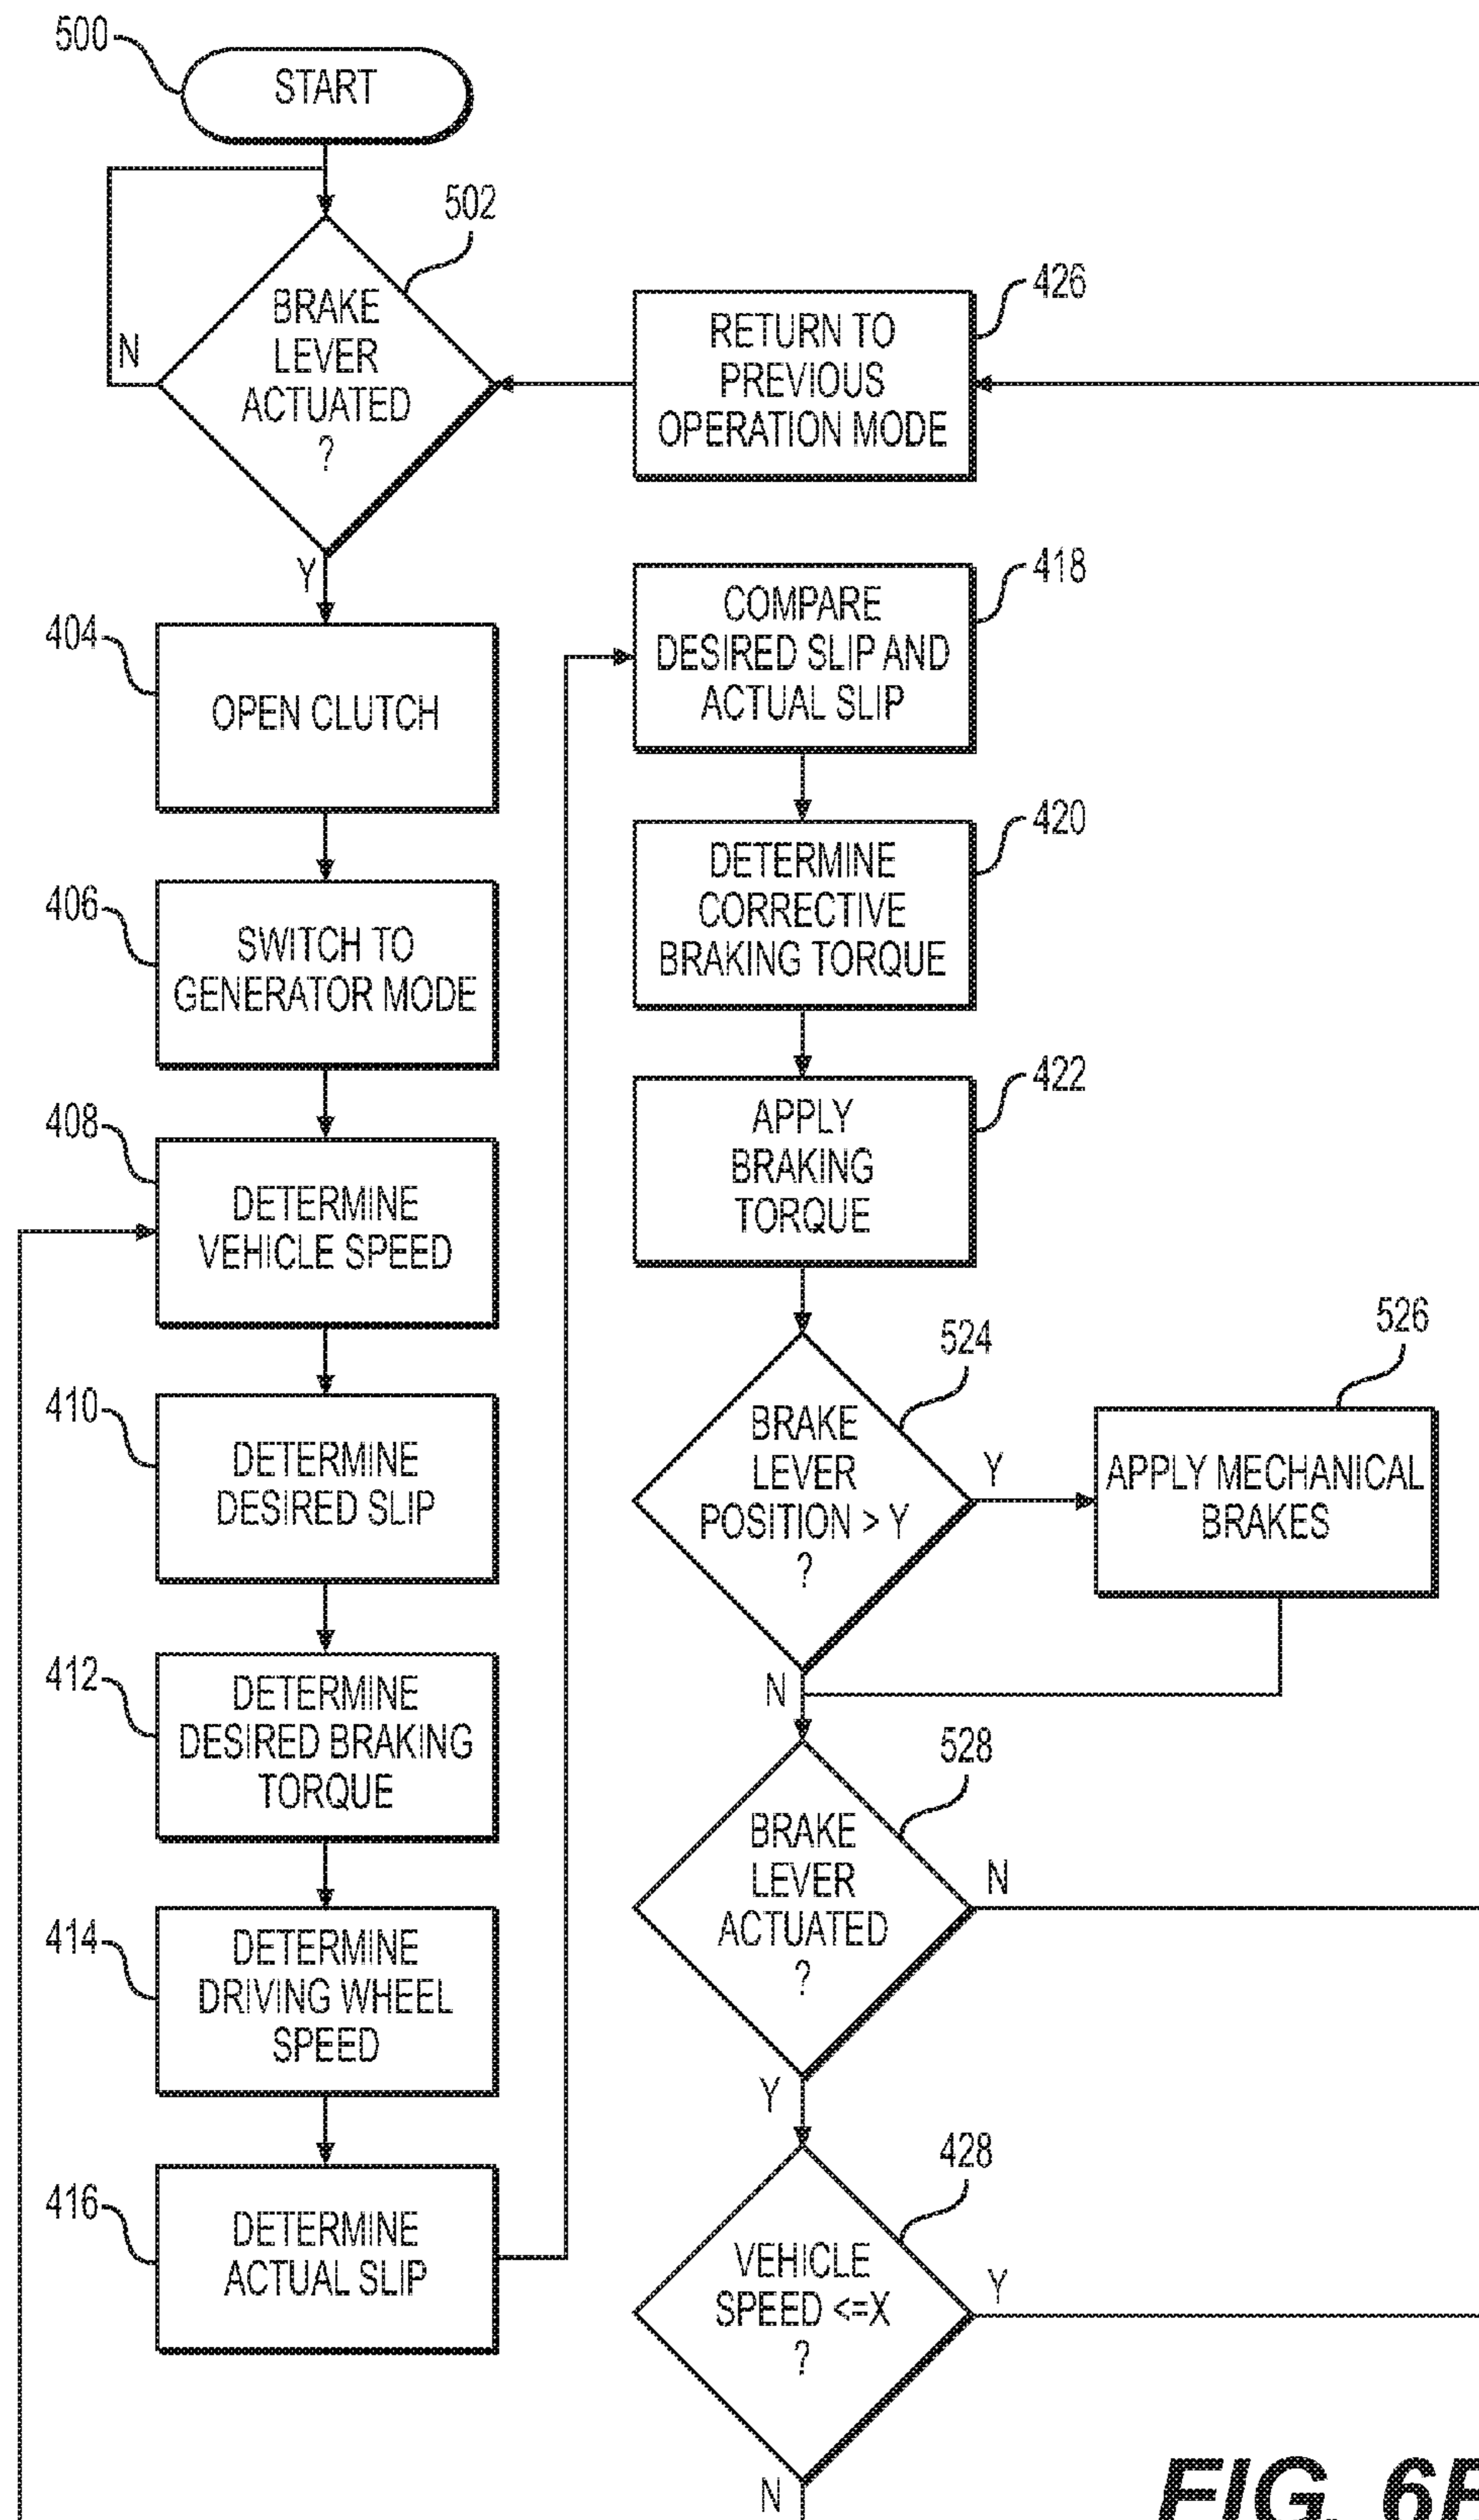 500
START
502
BRAKE
LEVER
ACTUATED
?
N
Y
426
RETURN TO
PREVIOUS
OPERATION MODE
404
OPEN CLUTCH
406
SWITCH TO
GENERATOR MODE
408
DETERMINE
VEHICLE SPEED
410
DETERMINE
DESIRED SLIP
412
DETERMINE
DESIRED BRAKING
TORQUE
414
DETERMINE
DRIVING WHEEL
SPEED
416
DETERMINE
ACTUAL SLIP
418
COMPARE
DESIRED SLIP AND
ACTUAL SLIP
420
DETERMINE
CORRECTIVE
BRAKING TORQUE
422
APPLY
BRAKING
TORQUE
524
BRAKE
LEVER
POSITION > Y
?
Y
N
526
APPLY MECHANICAL
BRAKES
528
BRAKE
LEVER
ACTUATED
?
N
Y
428
VEHICLE
SPEED <=X
?
Y
N
FIG. 6